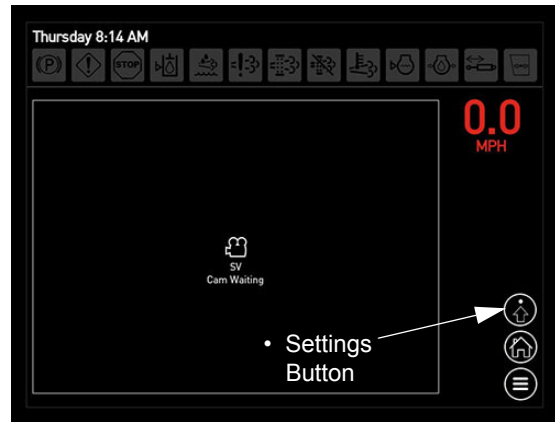 Thursday 8:14 AM
(P)
STOP
0.0
MPH
SV
Cam Waiting
• Settings
Button